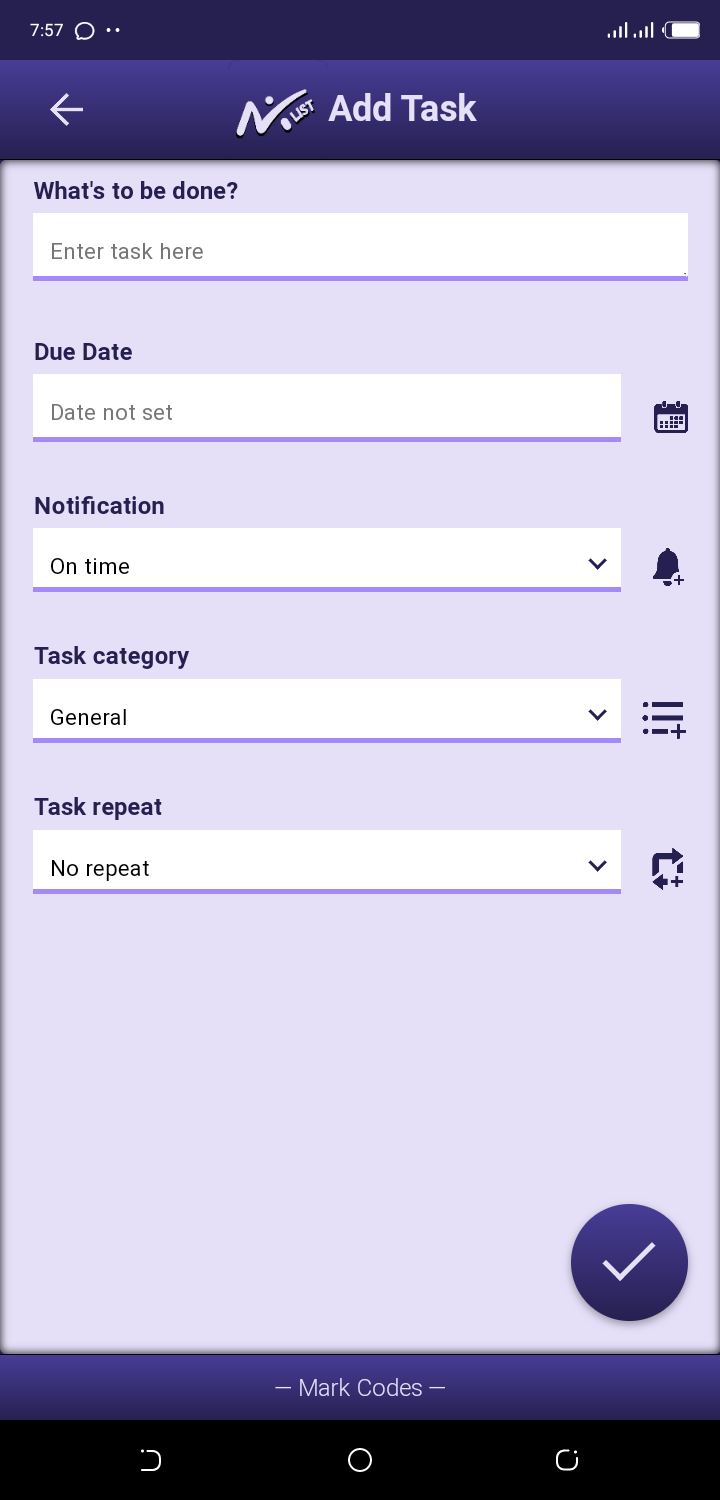 7:57
LIST Add Task
What's to be done?
Enter task here
Due Date
Date not set
Notification
On time
Task category
General
Task repeat
No repeat
— Mark Codes —